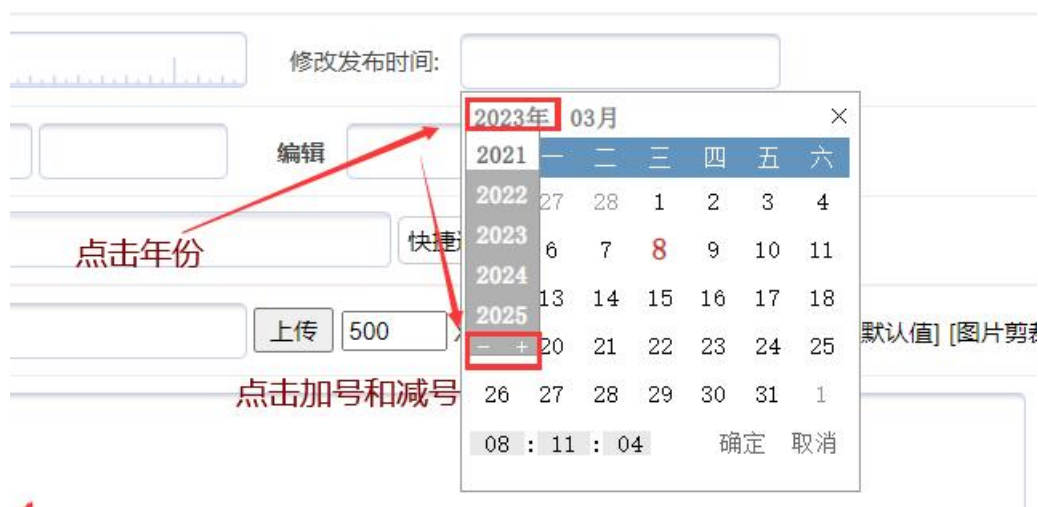 修改发布时间:
2023年 03月 ×
编辑
2021 一 二 三 四 五 六
2022 27 28 1 2 3 4
点击年份
快捷
2023 6 7 8 9 10 11
2024
13 14 15 16 17 18
2025
上传 500
- + 20 21 22 23 24 25
默认值] [图片剪裁
点击加号和减号
26 27 28 29 30 31 1
08 : 11 : 04 确定 取消